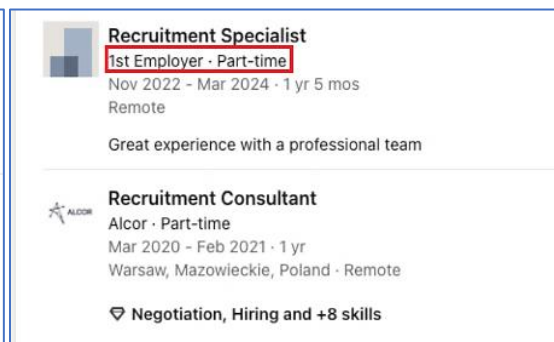 Recruitment Specialist
1st Employer · Part-time
Nov 2022 - Mar 2024 · 1 yr 5 mos
Remote
Great experience with a professional team
Recruitment Consultant
ALCOR
Alcor · Part-time
Mar 2020 - Feb 2021 · 1 yr
Warsaw, Mazowieckie, Poland · Remote
Negotiation, Hiring and +8 skills